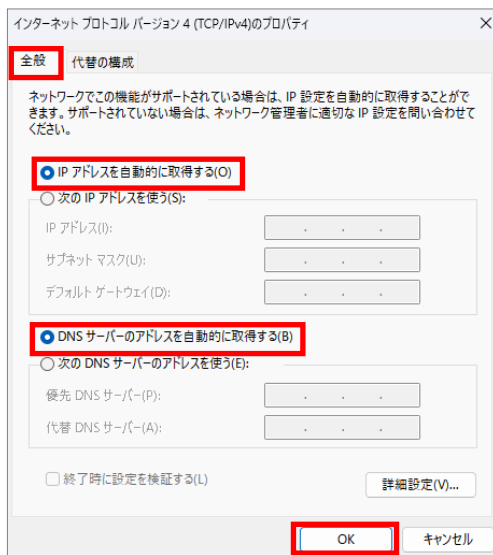 インターネット プロトコル バージョン 4 (TCP/IPv4)のプロパティ
全般 代替の構成
ネットワークでこの機能がサポートされている場合は、IP 設定を自動的に取得することがで
きます。サポートされていない場合は、ネットワーク管理者に適切な IP 設定を問い合わせて
ください。
IP アドレスを自動的に取得する(O)
次の IP アドレスを使う(S):
IP アドレス(I):
サブネット マスク(U):
デフォルト ゲートウェイ(D):
DNS サーバーのアドレスを自動的に取得する(B)
次の DNS サーバーのアドレスを使う(E):
優先 DNS サーバー(P):
代替 DNS サーバー(A):
終了時に設定を検証する(L)
詳細設定(V)...
OK キャンセル